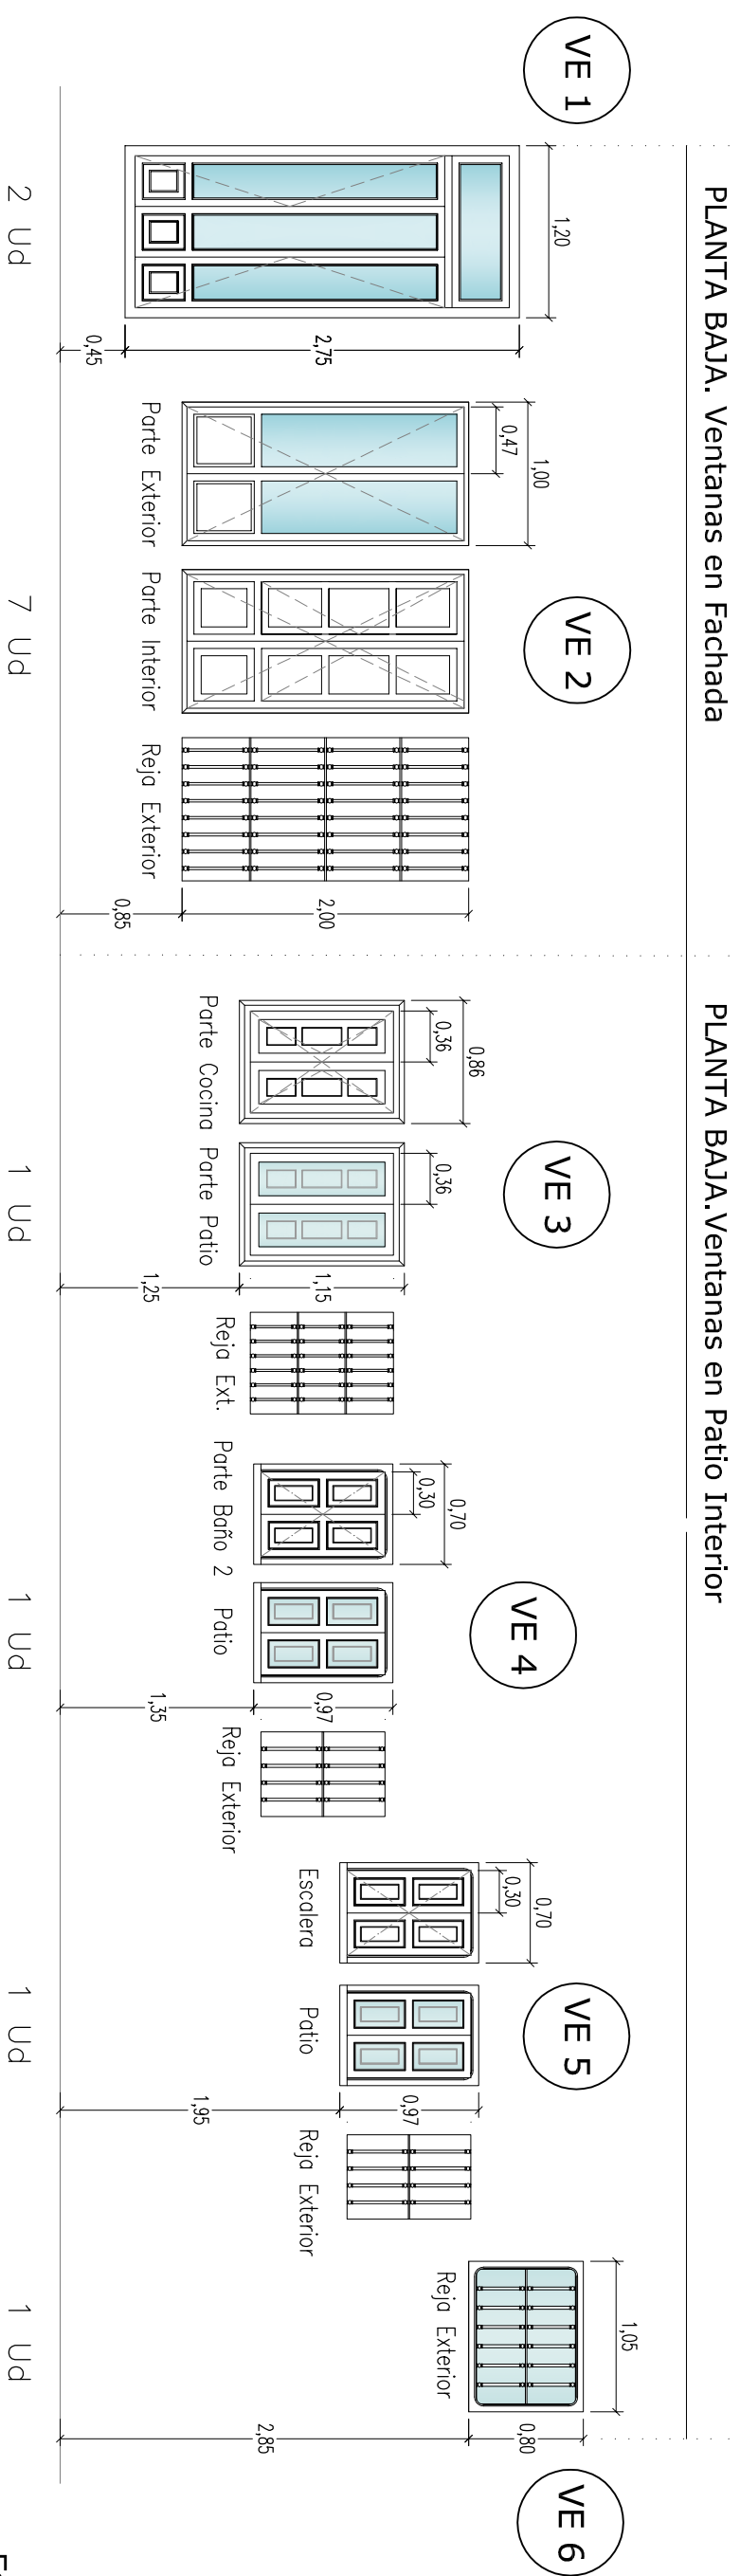 PLANTA BAJA. Ventanas en Fachada
PLANTA BAJA.Ventanas en Patio Interior
VE 1
1,20
2,75
0,45
2 Ud
VE 2
1,00
0,47
Parte Exterior
Parte Interior
Reja Exterior
2,00
0,85
7 Ud
VE 3
0,86
0,36
Parte Cocina
0,36
Parte Patio
1,15
1,25
Reja Ext.
1 Ud
VE 4
0,70
0,30
Parte Baño 2
Patio
0,97
1,35
Reja Exterior
1 Ud
VE 5
0,70
0,30
Escalera
Patio
0,97
1,95
Reja Exterior
1 Ud
VE 6
1,05
Reja Exterior
0,80
2,85
1 Ud